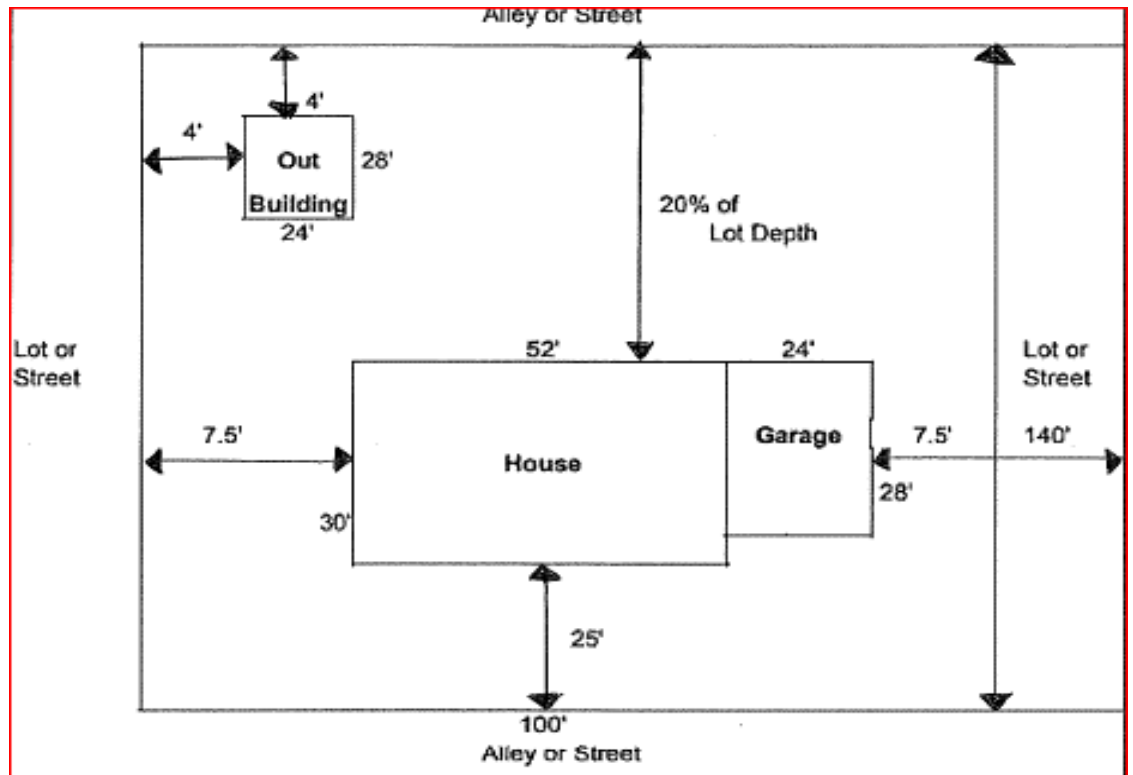 Alley or Street
4'
4'
Out
Building
28'
24'
20% of
Lot Depth
Lot or
Street
52'
24'
Lot or
Street
7.5'
House
Garage
7.5'
140'
30'
28'
25'
100'
Alley or Street